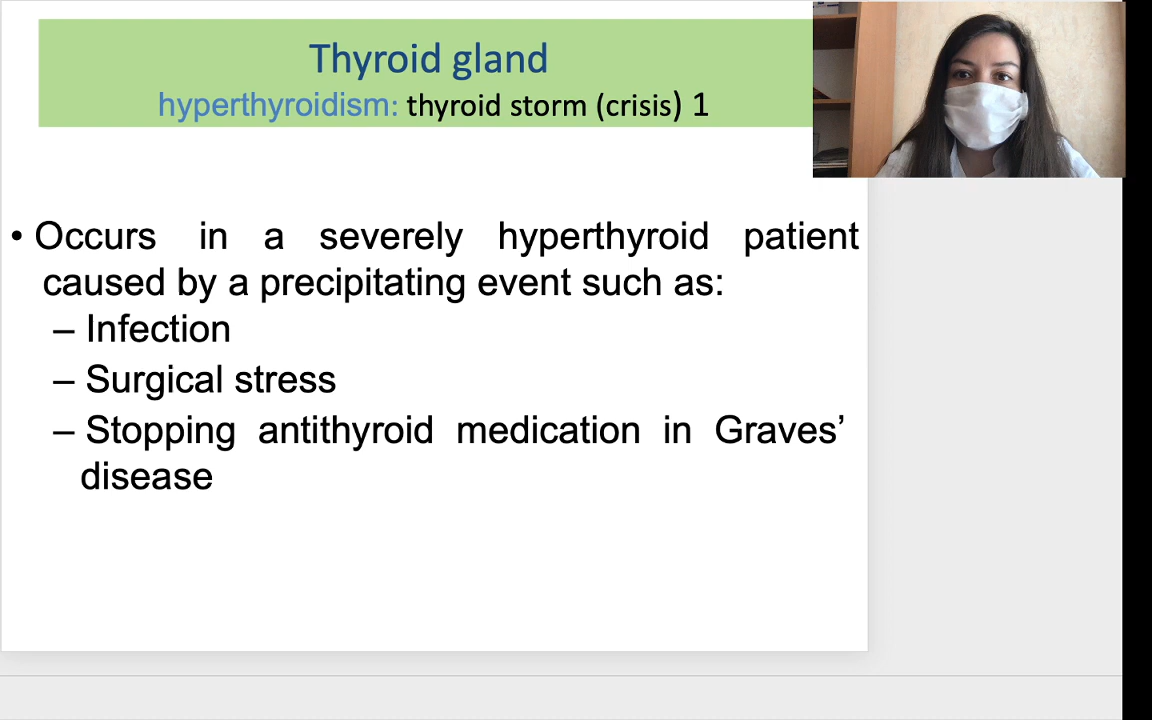 Thyroid gland
hyperthyroidism: thyroid storm (crisis) 1
• Occurs in a severely hyperthyroid patient
caused by a precipitating event such as:
– Infection
– Surgical stress
– Stopping antithyroid medication in Graves’
disease